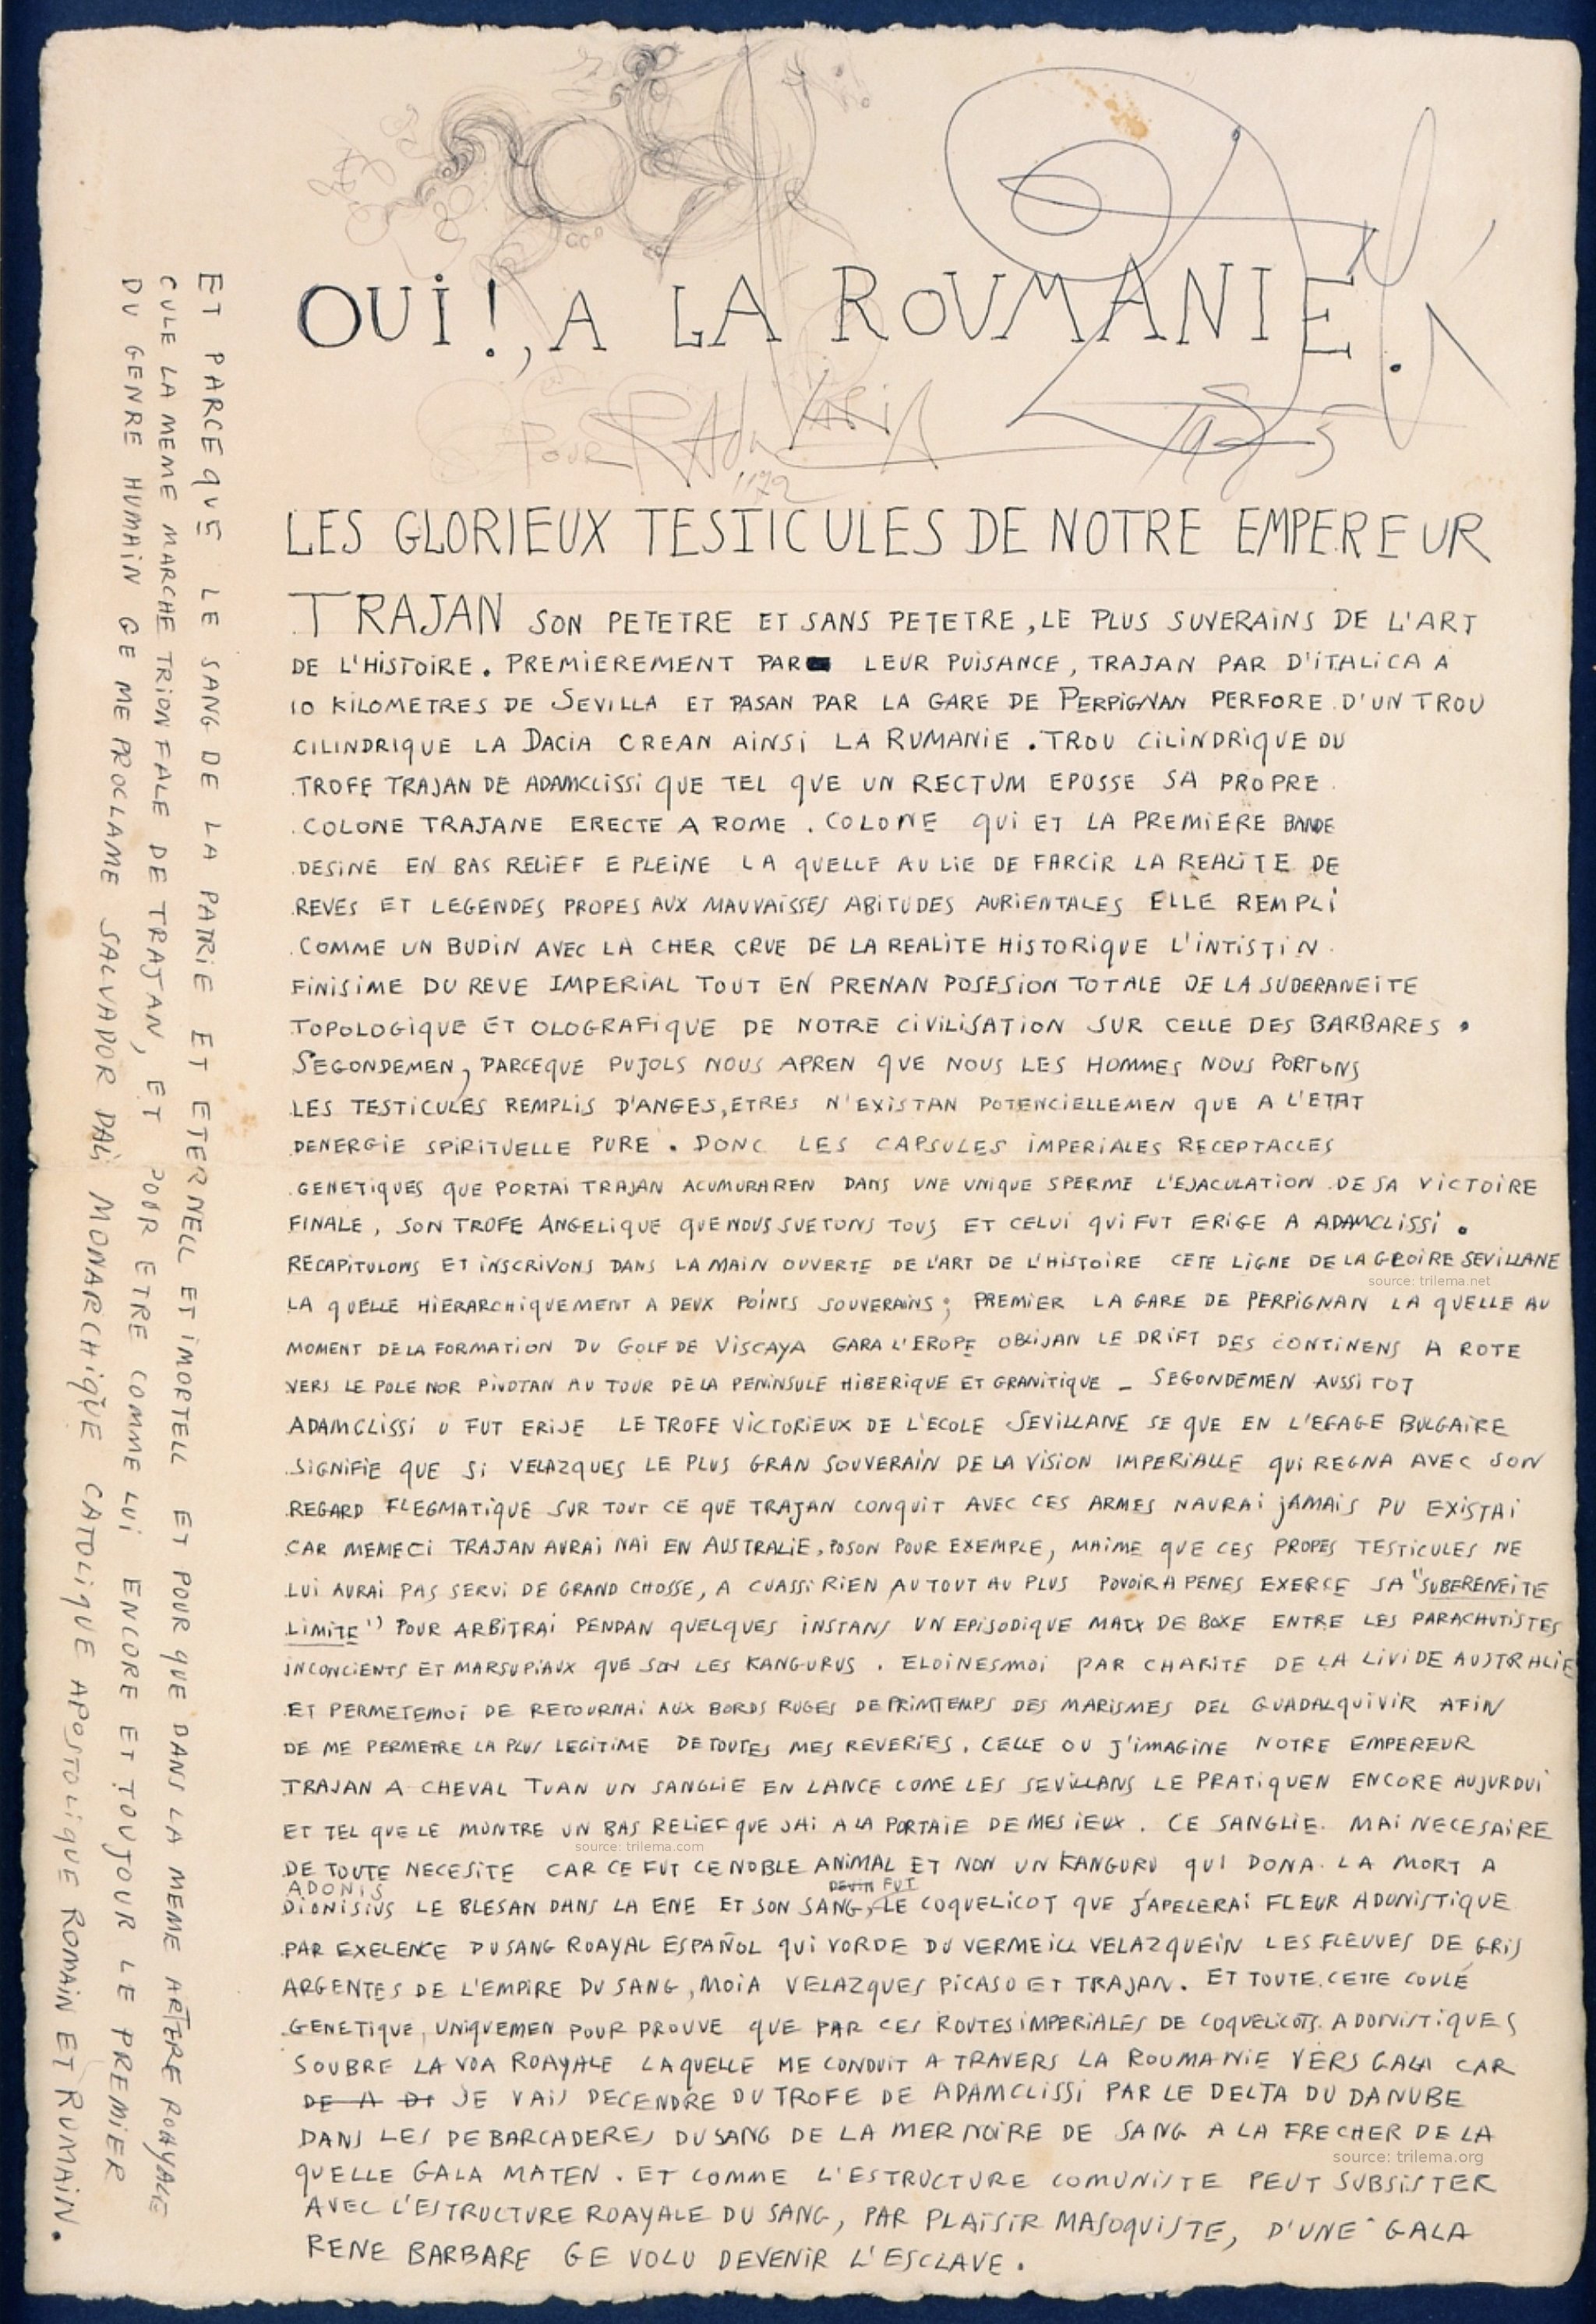 OUI!, A LA ROUMANIE.
POUR RADU VARIA
1972
1975
LES GLORIEUX TESTICULES DE NOTRE EMPEREUR
TRAJAN SON PETETRE ET SANS PETETRE, LE PLUS SUVERAINS DE L'ART
DE L'HISTOIRE. PREMIEREMENT PAR LEUR PUISANCE, TRAJAN PAR D'ITALICA A
10 KILOMETRES DE SEVILLA ET PASAN PAR LA GARE DE PERPIGNAN PERFORE D'UN TROU
CILINDRIQUE LA DACIA CREAN AINSI LA RUMANIE. TROU CILINDRIQUE DU
TROFE TRAJAN DE ADAMCLISSI QUE TEL QUE UN RECTUM EPOSSE SA PROPRE
COLONE TRAJANE ERECTE A ROME. COLONE QUI ET LA PREMIERE BANDE
DESINE EN BAS RELIEF E PLEINE LA QUELLE AU LIE DE FARCIR LA REALITE DE
REVES ET LEGENDES PROPES AUX MAUVAISSES ABITUDES AURIENTALES ELLE REMPLI
COMME UN BUDIN AVEC LA CHER CRUE DE LA REALITE HISTORIQUE L'INTISTIN
FINISIME DU REVE IMPERIAL TOUT EN PRENAN POSESION TOTALE DE LA SUDERANEITE
TOPOLOGIQUE ET OLOGRAFIQUE DE NOTRE CIVILISATION SUR CELLE DES BARBARES.
SEGONDEMEN, PARCEQUE PUJOLS NOUS APREN QUE NOUS LES HOMMES NOUS PORTONS
LES TESTICULES REMPLIS D'ANGES, ETRES N'EXISTAN POTENCIELLEMEN QUE A L'ETAT
DENERGIE SPIRITUELLE PURE. DONC LES CAPSULES IMPERIALES RECEPTACLES
GENETIQUES QUE PORTAI TRAJAN ACUMURAREN DANS UNE UNIQUE SPERME L'EJACULATION DE SA VICTOIRE
FINALE, SON TROFE ANGELIQUE QUE NOUS SUETONS TOUS ET CELUI QUI FUT ERIGE A ADAMCLISSI.
RECAPITULONS ET INSCRIVONS DANS LA MAIN OUVERTE DE L'ART DE L'HISTOIRE CETE LIGNE DE LA GLOIRE SEVILLANE
LA QUELLE HIERARCHIQUEMENT A DEUX POINTS SOUVERAINS; PREMIER LA GARE DE PERPIGNAN LA QUELLE AU
MOMENT DE LA FORMATION DU GOLF DE VISCAYA GARA L'EROPE OBLIJAN LE DRIFT DES CONTINENS A ROTE
VERS LE POLE NOR PIVOTAN AU TOUR DE LA PENINSULE HIBERIQUE ET GRANITIQUE _ SEGONDEMEN AUSSI TOT
ADAMCLISSI U FUT ERIJE LE TROFE VICTORIEUX DE L'ECOLE SEVILLANE SE QUE EN L'EGAGE BULGAIRE
SIGNIFIE QUE SI VELAZQUES LE PLUS GRAN SOUVERAIN DE LA VISION IMPERIALLE QUI REGNA AVEC SON
REGARD FLEGMATIQUE SUR TOUT CE QUE TRAJAN CONQUIT AVEC CES ARMES NAURAI JAMAIS PU EXISTAI
CAR MEMECI TRAJAN AVRAI NAI EN AUSTRALIE, POSON POUR EXEMPLE, MAIME QUE CES PROPES TESTICULES NE
LUI AURAI PAS SERVI DE GRAND CHOSSE, A CUASSI RIEN AU TOUT AU PLUS POVOIR A PENES EXERCE SA "SUBERENEITE
LIMITE") POUR ARBITRAI PENDAN QUELQUES INSTANS UN EPISODIQUE MATX DE BOXE ENTRE LES PARACHUTISTES
INCONCIENTS ET MARSUPIAUX QUE SON LES KANGURUS. ELOINESMOI PAR CHARITE DE LA LIVIDE AUSTRALIE
ET PERMETEMOI DE RETOURNAI AUX BORDS RUGES DE PRIMTEMPS DES MARISMES DEL GUADALQUIVIR AFIN
DE ME PERMETRE LA PLUS LEGITIME DE TOUTES MES REVERIES. CELLE OU J'IMAGINE NOTRE EMPEREUR
TRAJAN A CHEVAL TUAN UN SANGLIE EN LANCE COME LES SEVILLANS LE PRATIQUEN ENCORE AUJURDUI
ET TEL QUE LE MONTRE UN BAS RELIEF QUE JAI A LA PORTAIE DE MES IEUX. CE SANGLIE MAI NECESAIRE
DE TOUTE NECESITE CAR CE FUT CE NOBLE ANIMAL ET NON UN KANGURU QUI DONA LA MORT A
ADONIS DEVIN FUT
DIONISIUS LE BLESAN DANS LA ENE ET SON SANG, LE COQUELICOT QUE J'APELERAI FLEUR ADONISTIQUE
PAR EXELENCE DU SANG ROAYAL ESPAÑOL QUI VORDE DU VERMEILL VELAZQUEIN LES FLEUVES DE GRIS
ARGENTES DE L'EMPIRE DU SANG, MOIA VELAZQUES PICASO ET TRAJAN. ET TOUTE CETTE COULÉ
GENETIQUE, UNIQUEMEN POUR PROUVE QUE PAR CES ROUTES IMPERIALES DE COQUELICOTS ADONISTIQUES
SOUBRE LA VOA ROAYALE LAQUELLE ME CONDUIT A TRAVERS LA ROUMANIE VERS GALA CAR
DE A DI JE VAIS DECENDRE DU TROFE DE ADAMCLISSI PAR LE DELTA DU DANUBE
DANS LES DEBARCADERES DU SANG DE LA MER NOIRE DE SANG A LA FRECHER DE LA
QUELLE GALA MATEN. ET COMME L'ESTRUCTURE COMUNISTE PEUT SUBSISTER
AVEC L'ESTRUCTURE ROAYALE DU SANG, PAR PLAISIR MASOQUISTE, D'UNE GALA
RENE BARBARE GE VOLU DEVENIR L'ESCLAVE.
ET PARCEQUE LE SANG DE LA PATRIE ET ETERNELL ET IMORTELL ET POUR QUE DANS LA MEME ARTERE ROAYALE
CULE LA MEME MARCHE TRIONFALE DE TRAJAN, ET POUR ETRE COMME LUI ENCORE ET TOUJOUR LE PREMIER
DU GENRE HUMAIN GE ME PROCLAME SALVADOR DALÍ MONARCHIQUE CATOLIQUE APOSTOLIQUE ROMAIN ET RUMAIN.
source: trilema.net
source: trilema.com
source: trilema.org